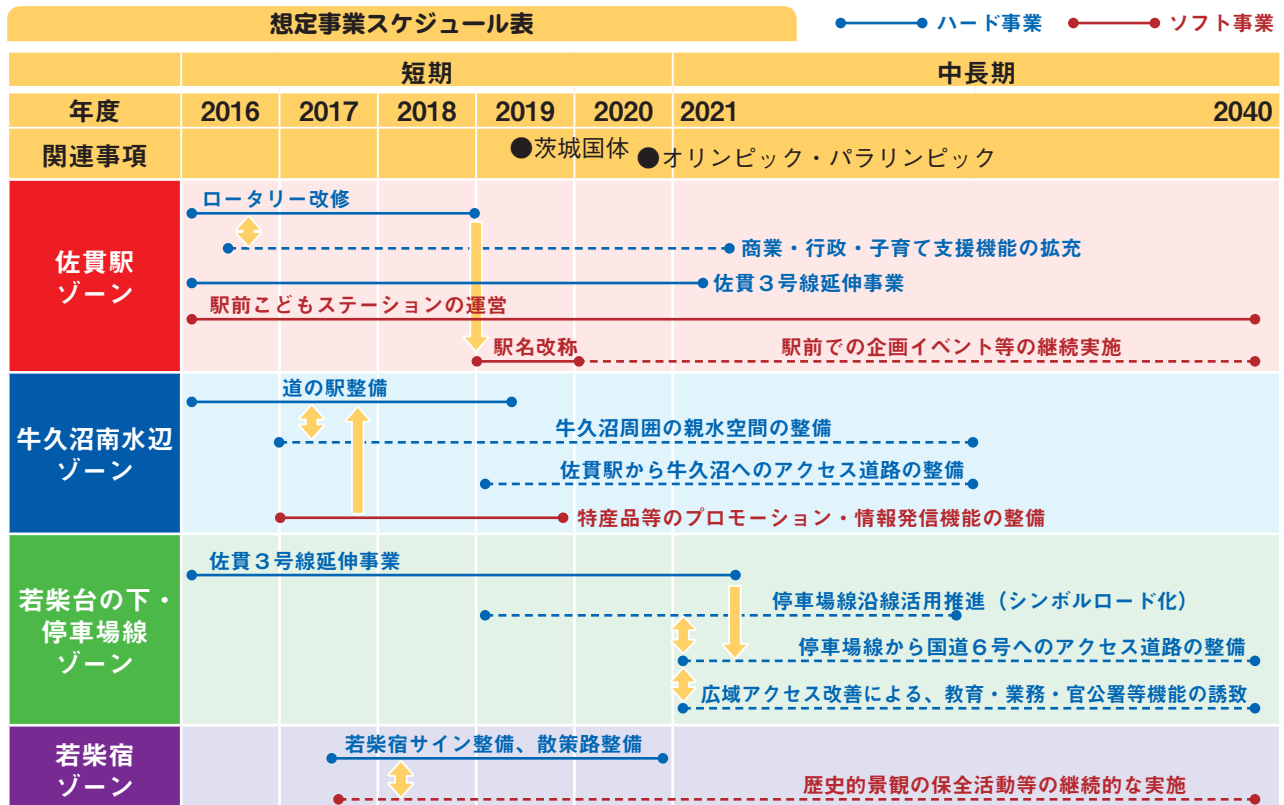 想定事業スケジュール表
ハード事業
ソフト事業
短期
中長期
年度
2016
2017
2018
2019
2020
2021
2040
関連事項
●茨城国体
●オリンピック・パラリンピック
佐貫駅
ゾーン
ロータリー改修
商業・行政・子育て支援機能の拡充
佐貫３号線延伸事業
駅前こどもステーションの運営
駅名改称
駅前での企画イベント等の継続実施
牛久沼南水辺
ゾーン
道の駅整備
牛久沼周囲の親水空間の整備
佐貫駅から牛久沼へのアクセス道路の整備
特産品等のプロモーション・情報発信機能の整備
若柴台の下・
停車場線
ゾーン
佐貫３号線延伸事業
停車場線沿線活用推進（シンボルロード化）
停車場線から国道６号へのアクセス道路の整備
広域アクセス改善による、教育・業務・官公署等機能の誘致
若柴宿
ゾーン
若柴宿サイン整備、散策路整備
歴史的景観の保全活動等の継続的な実施